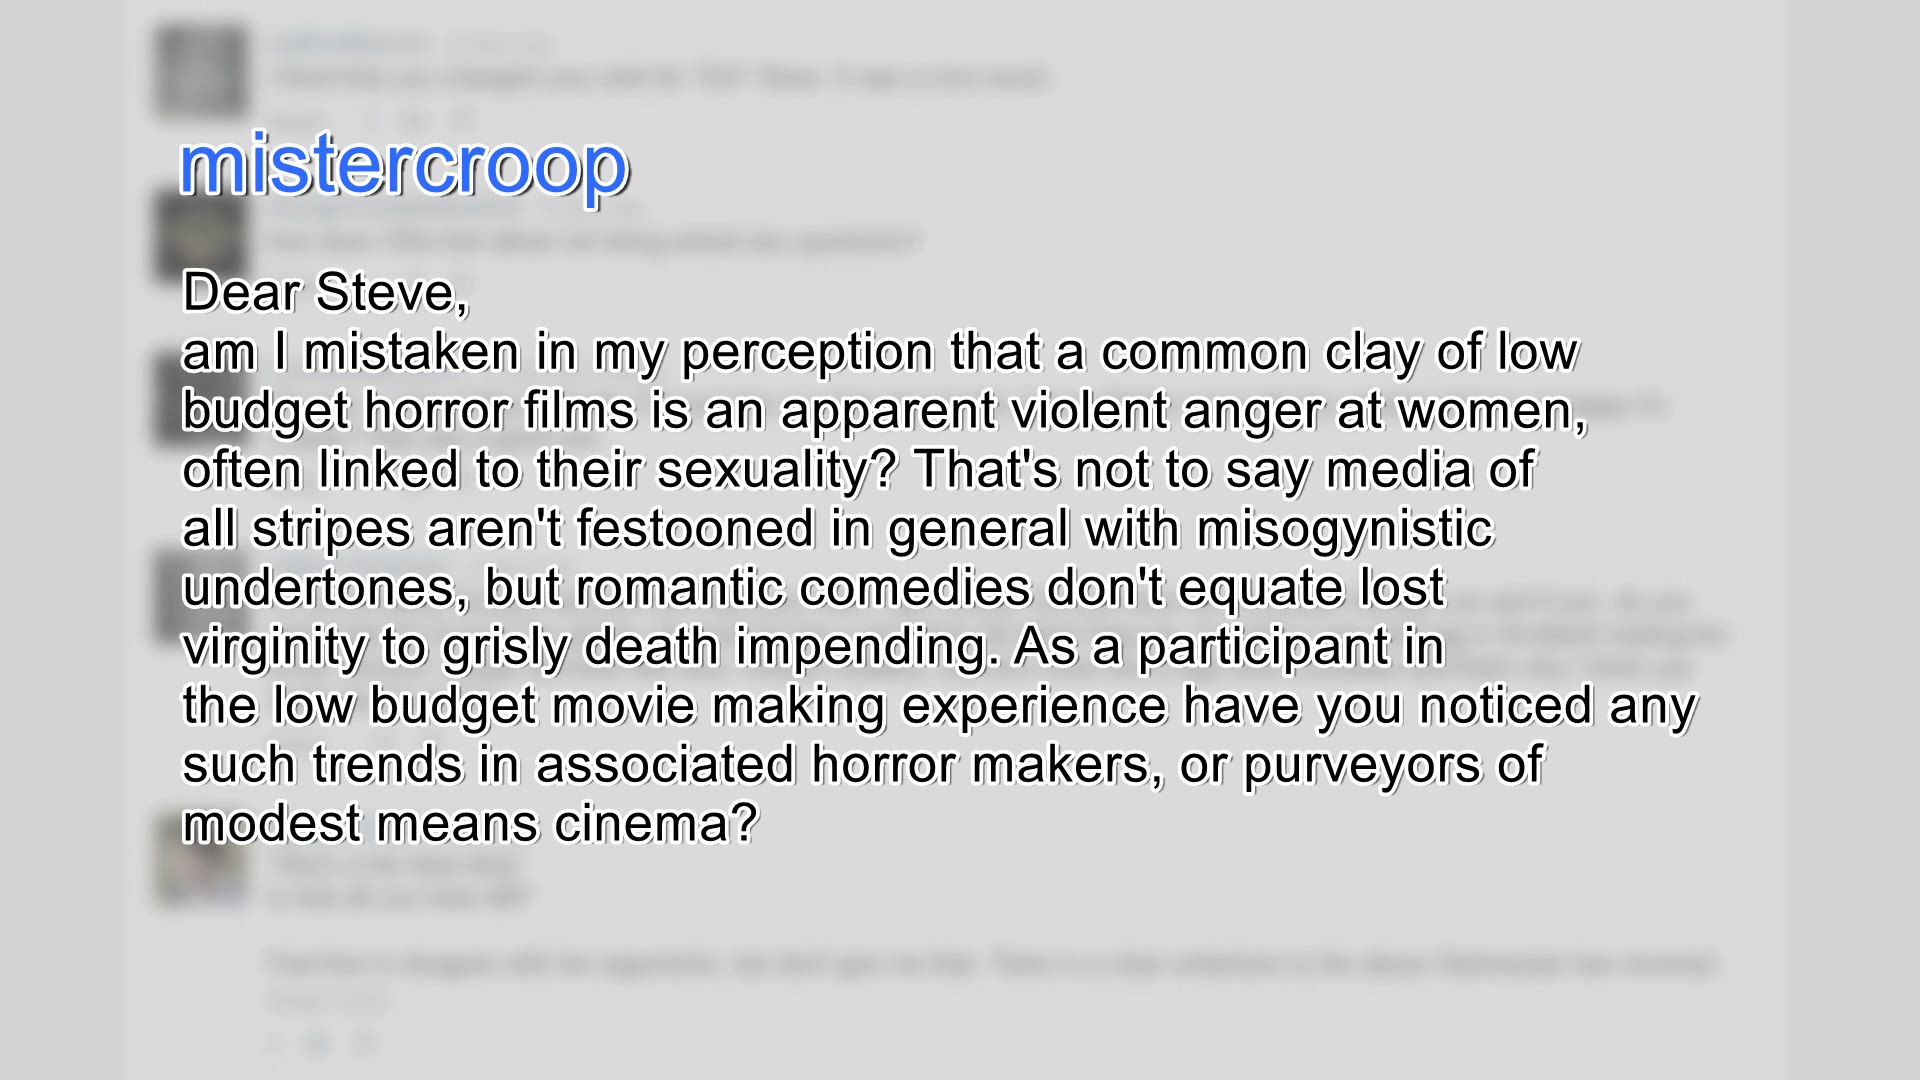 mistercroop
Dear Steve,
am I mistaken in my perception that a common clay of low
budget horror films is an apparent violent anger at women,
often linked to their sexuality? That's not to say media of
all stripes aren't festooned in general with misogynistic
undertones, but romantic comedies don't equate lost
virginity to grisly death impending. As a participant in
the low budget movie making experience have you noticed any
such trends in associated horror makers, or purveyors of
modest means cinema?